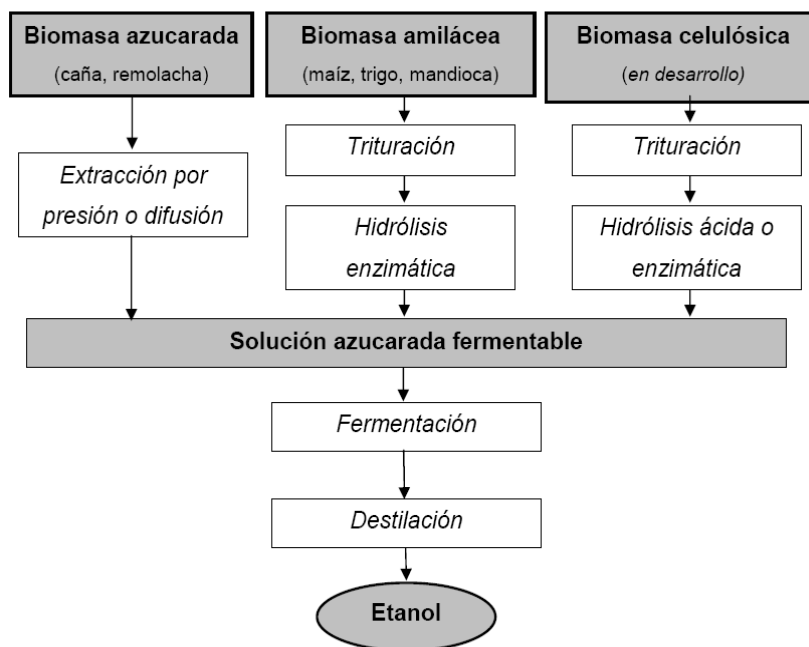 Biomasa azucarada
(caña, remolacha)
Biomasa amilácea
(maíz, trigo, mandioca)
Biomasa celulósica
(en desarrollo)
Extracción por
presión o difusión
Trituración
Hidrólisis
enzimática
Trituración
Hidrólisis ácida o
enzimática
Solución azucarada fermentable
Fermentación
Destilación
Etanol